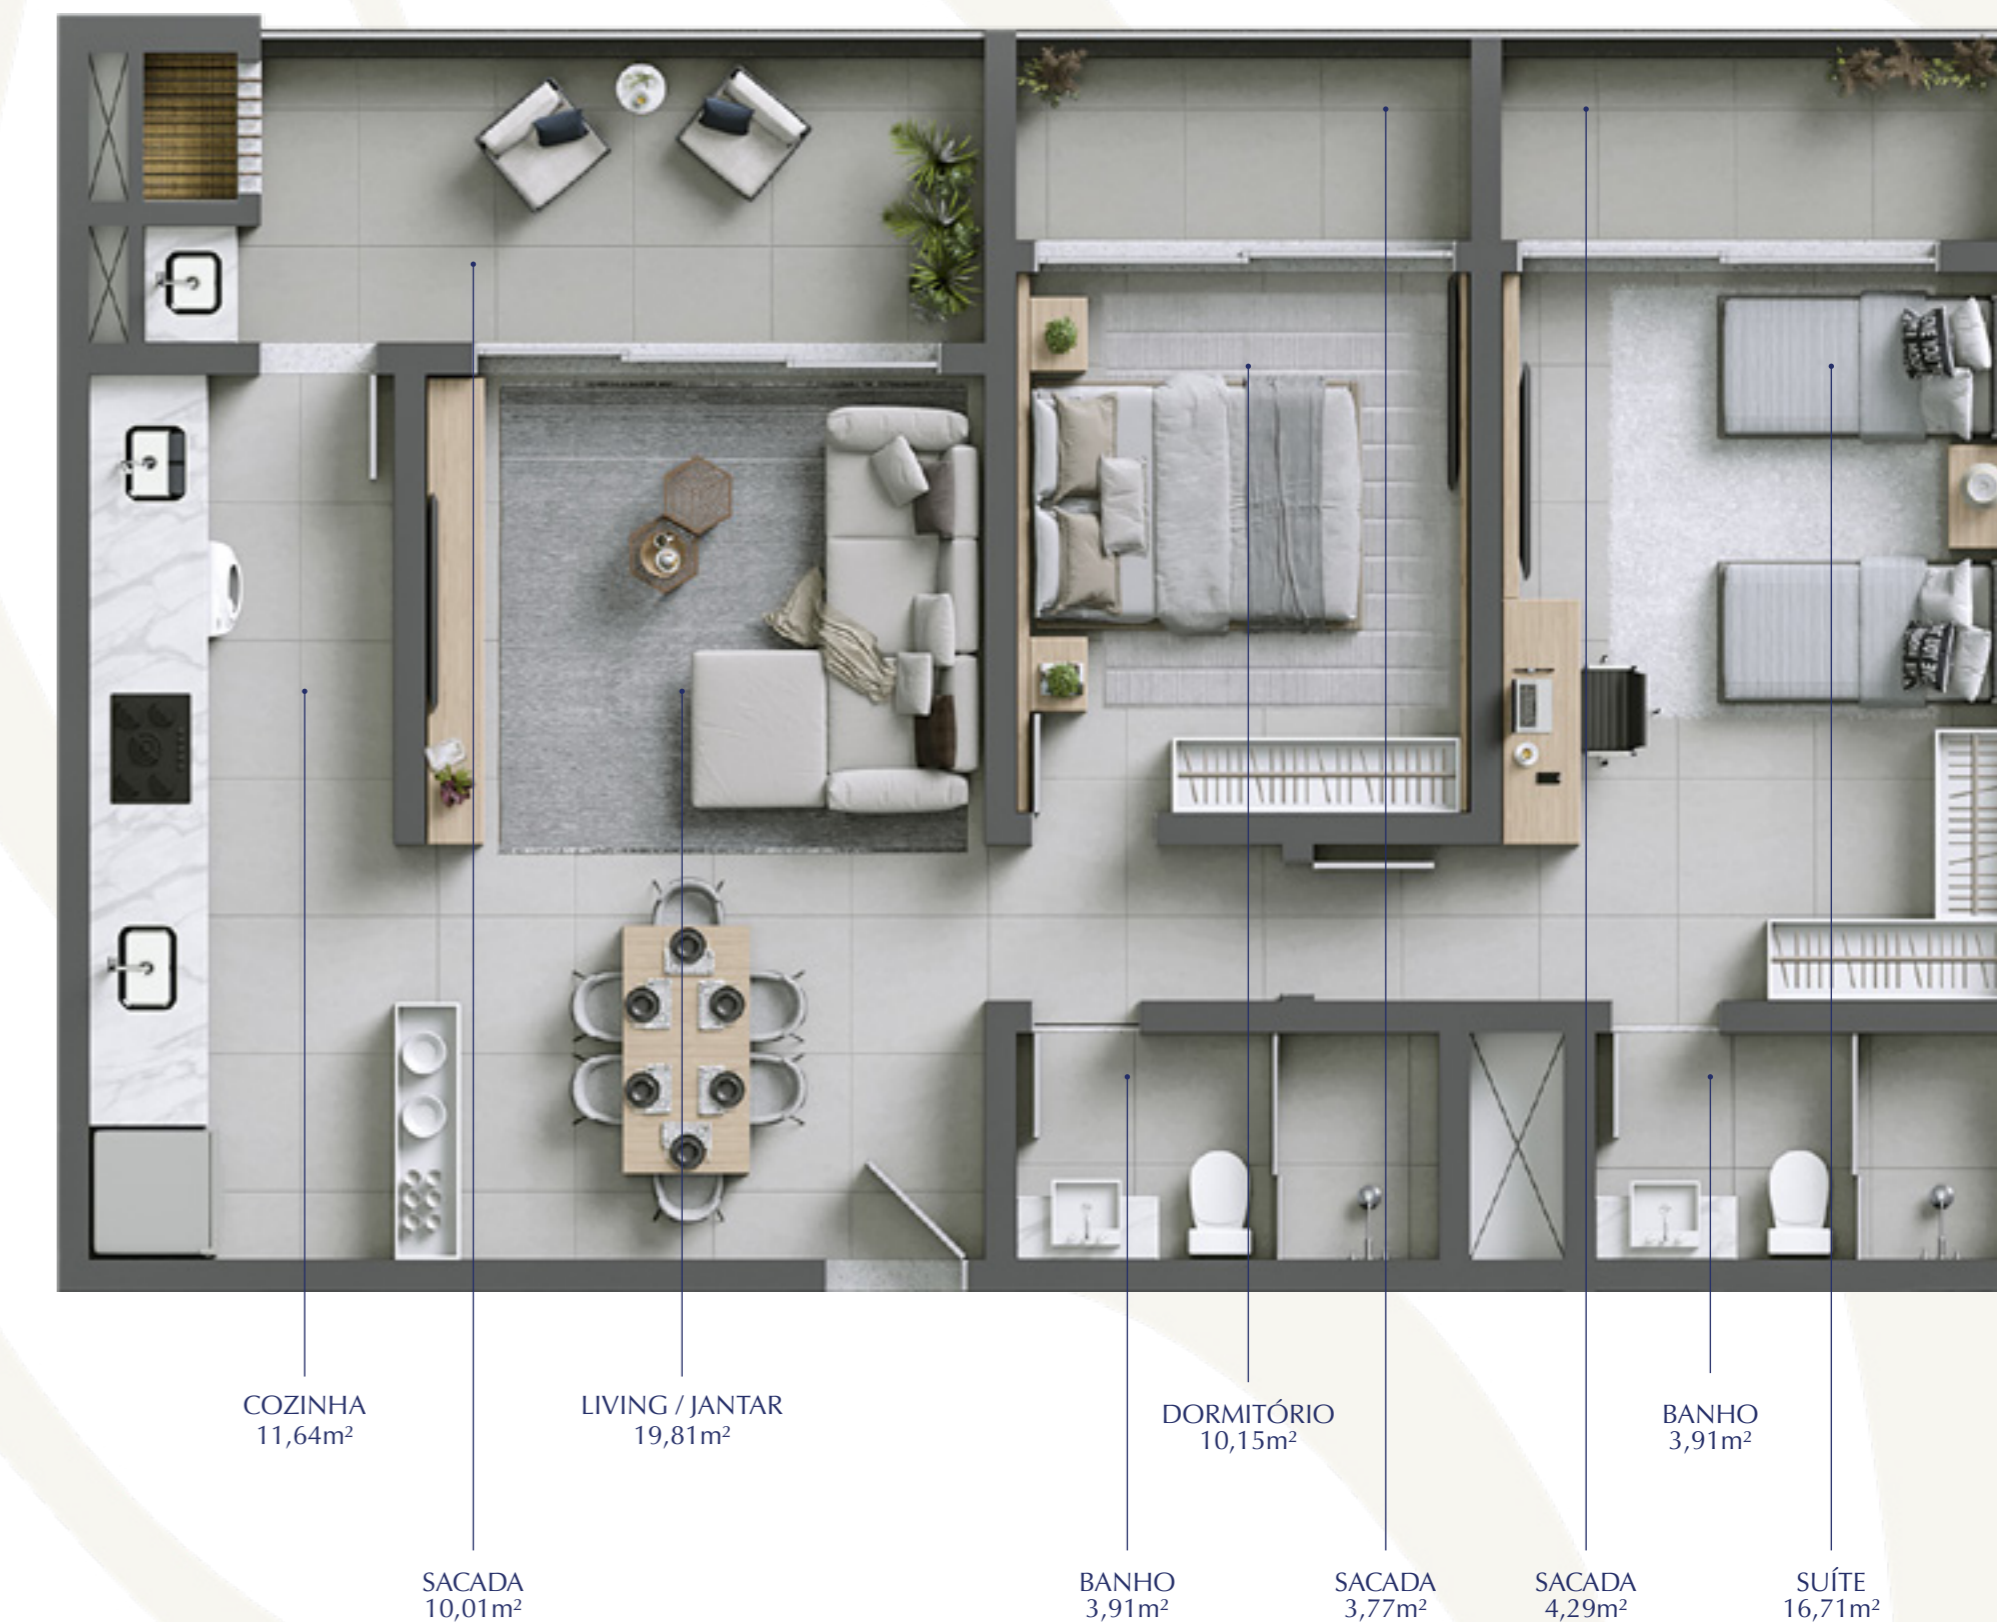 COZINHA
11,64m²
LIVING / JANTAR
19,81m²
DORMITÓRIO
10,15m²
BANHO
3,91m²
SACADA
10,01m²
BANHO
3,91m²
SACADA
3,77m²
SACADA
4,29m²
SUÍTE
16,71m²